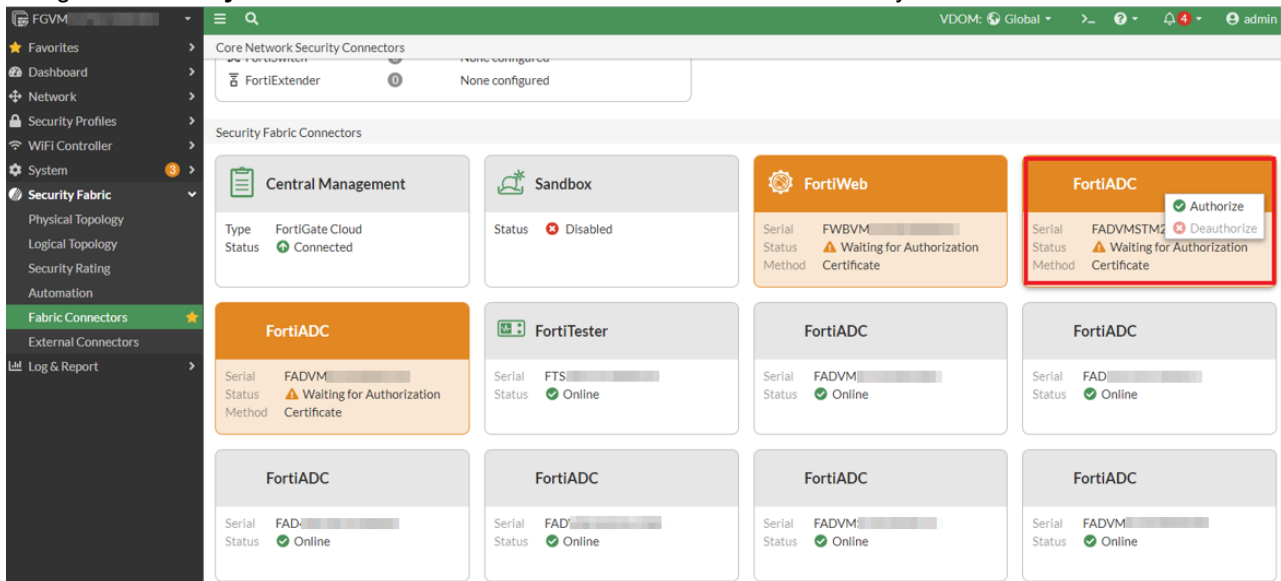 FGVM
VDOM: Global
>_
4
admin
Favorites
Core Network Security Connectors
Dashboard
FortiExtender 0 None configured
Network
Security Profiles
Security Fabric Connectors
WiFi Controller
System 3
Security Fabric
Physical Topology
Logical Topology
Security Rating
Automation
Fabric Connectors
External Connectors
Log & Report
Central Management
Type FortiGate Cloud
Status Connected
Sandbox
Status Disabled
FortiWeb
Serial FWBVM
Status Waiting for Authorization
Method Certificate
FortiADC
Authorize
Deauthorize
Serial FADVMSTM2
Status Waiting for Authorization
Method Certificate
FortiADC
Serial FADVM
Status Waiting for Authorization
Method Certificate
FortiTester
Serial FTS
Status Online
FortiADC
Serial FADVM
Status Online
FortiADC
Serial FAD
Status Online
FortiADC
Serial FAD
Status Online
FortiADC
Serial FAD
Status Online
FortiADC
Serial FADVM
Status Online
FortiADC
Serial FADVM
Status Online